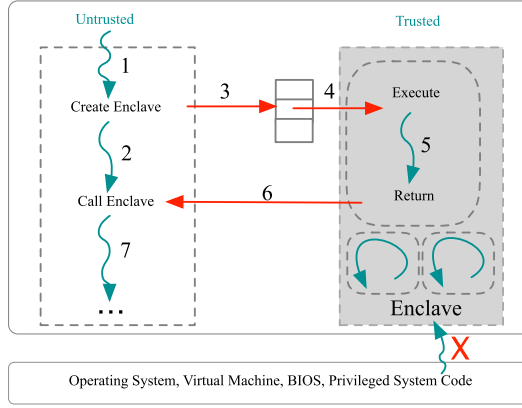 Untrusted
Trusted
1
Create Enclave
3
4
Execute
2
5
Call Enclave
6
Return
7
...
Enclave
X
Operating System, Virtual Machine, BIOS, Privileged System Code